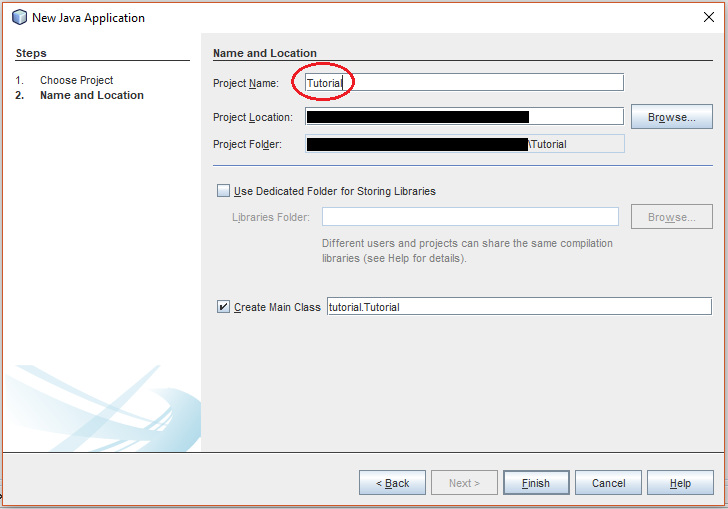 New Java Application
Steps
1. Choose Project
2. Name and Location
Name and Location
Project Name: Tutorial
Project Location: Browse...
Project Folder: \Tutorial
Use Dedicated Folder for Storing Libraries
Libraries Folder: Browse...
Different users and projects can share the same compilation
libraries (see Help for details).
Create Main Class tutorial.Tutorial
< Back Next > Finish Cancel Help